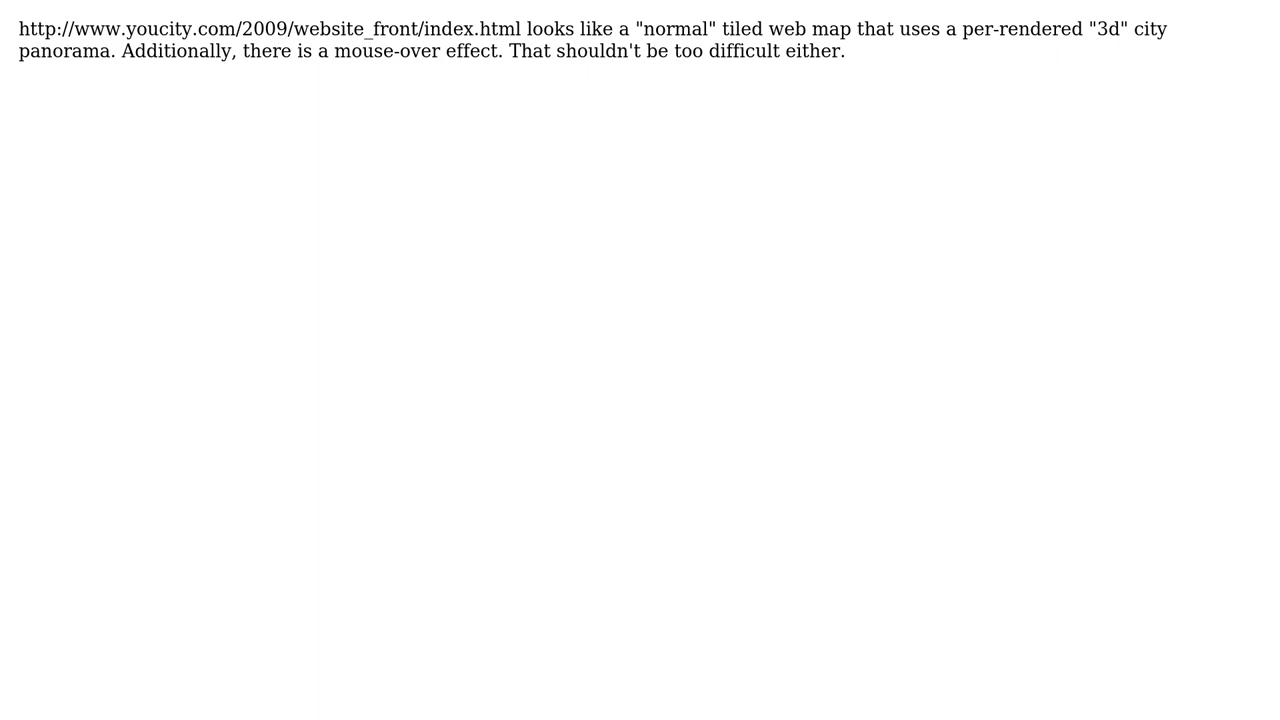 http://www.youcity.com/2009/website_front/index.html looks like a "normal" tiled web map that uses a per-rendered "3d" city
panorama. Additionally, there is a mouse-over effect. That shouldn't be too difficult either.